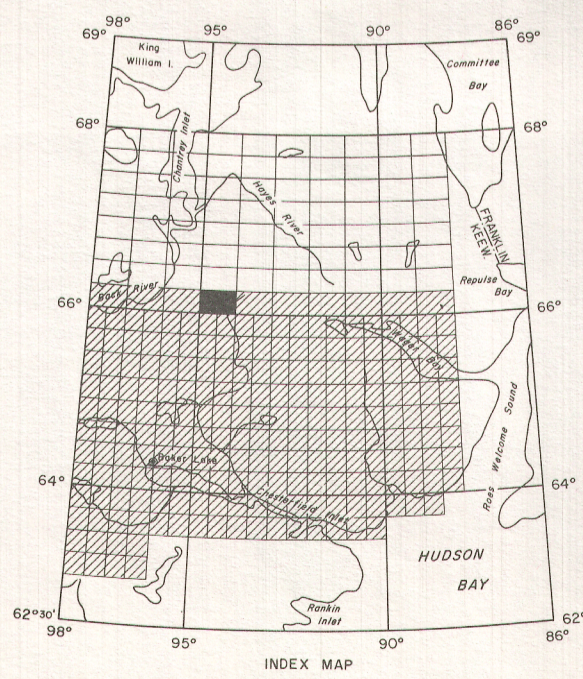 98°
95°
90°
86°
69°
69°
King
William I.
Committee
Bay
68°
68°
Chantrey Inlet
Hayes
River
FRANKLIN
KEEW.
Repulse
Bay
Back River
66°
66°
Wager Bay
Roes Welcome Sound
Baker Lake
64°
64°
Chesterfield Inlet
HUDSON
BAY
Rankin
Inlet
62°30'
62°
98°
95°
90°
86°
INDEX MAP